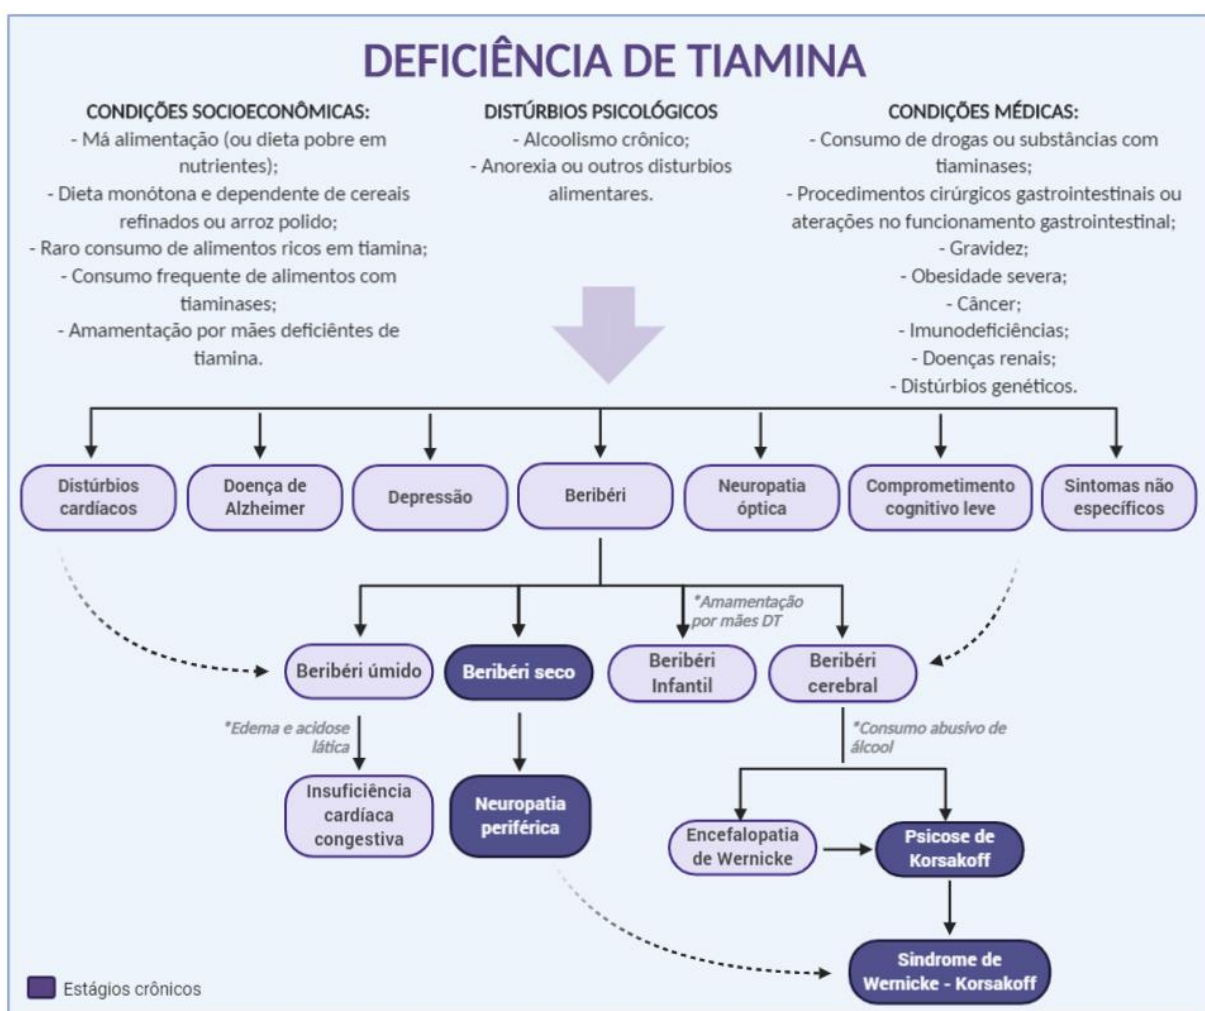 DEFICIÊNCIA DE TIAMINA
CONDIÇÕES SOCIOECONÔMICAS:
- Má alimentação (ou dieta pobre em
nutrientes);
- Dieta monótona e dependente de cereais
refinados ou arroz polido;
- Raro consumo de alimentos ricos em tiamina;
- Consumo frequente de alimentos com
tiaminases;
- Amamentação por mães deficiêntes de
tiamina.
DISTÚRBIOS PSICOLÓGICOS
- Alcoolismo crônico;
- Anorexia ou outros disturbios
alimentares.
CONDIÇÕES MÉDICAS:
- Consumo de drogas ou substâncias com
tiaminases;
- Procedimentos cirúrgicos gastrointestinais ou
aterações no funcionamento gastrointestinal;
- Gravidez;
- Obesidade severa;
- Câncer;
- Imunodeficiências;
- Doenças renais;
- Distúrbios genéticos.
Distúrbios
cardíacos
Doença de
Alzheimer
Depressão
Beribéri
Neuropatia
óptica
Comprometimento
cognitivo leve
Sintomas não
específicos
*Amamentação
por mães DT
Beribéri úmido
Beribéri seco
Beribéri
Infantil
Beribéri
cerebral
*Edema e acidose
lática
*Consumo abusivo de
álcool
Insuficiência
cardíaca
congestiva
Neuropatia
periférica
Encefalopatia
de Wernicke
Psicose de
Korsakoff
Sindrome de
Wernicke - Korsakoff
Estágios crônicos